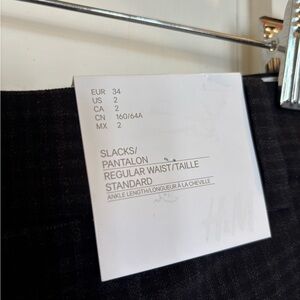 EUR 34
US 2
CA 2
CN 160/64A
MX 2
SLACKS/
PANTALON
REGULAR WAIST/TAILLE
STANDARD
ANKLE LENGTH/LONGUEUR À LA CHEVILLE